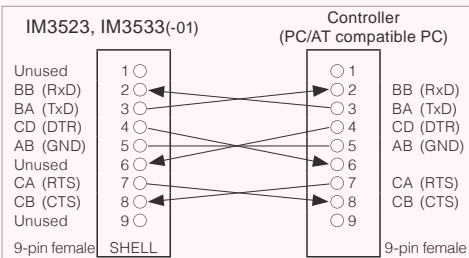 IM3523, IM3533(-01)
Controller
(PC/AT compatible PC)
Unused 1 1
BB (RxD) 2 2 BB (RxD)
BA (TxD) 3 3 BA (TxD)
CD (DTR) 4 4 CD (DTR)
AB (GND) 5 5 AB (GND)
Unused 6 6
CA (RTS) 7 7 CA (RTS)
CB (CTS) 8 8 CB (CTS)
Unused 9 9
9-pin female SHELL 9-pin female